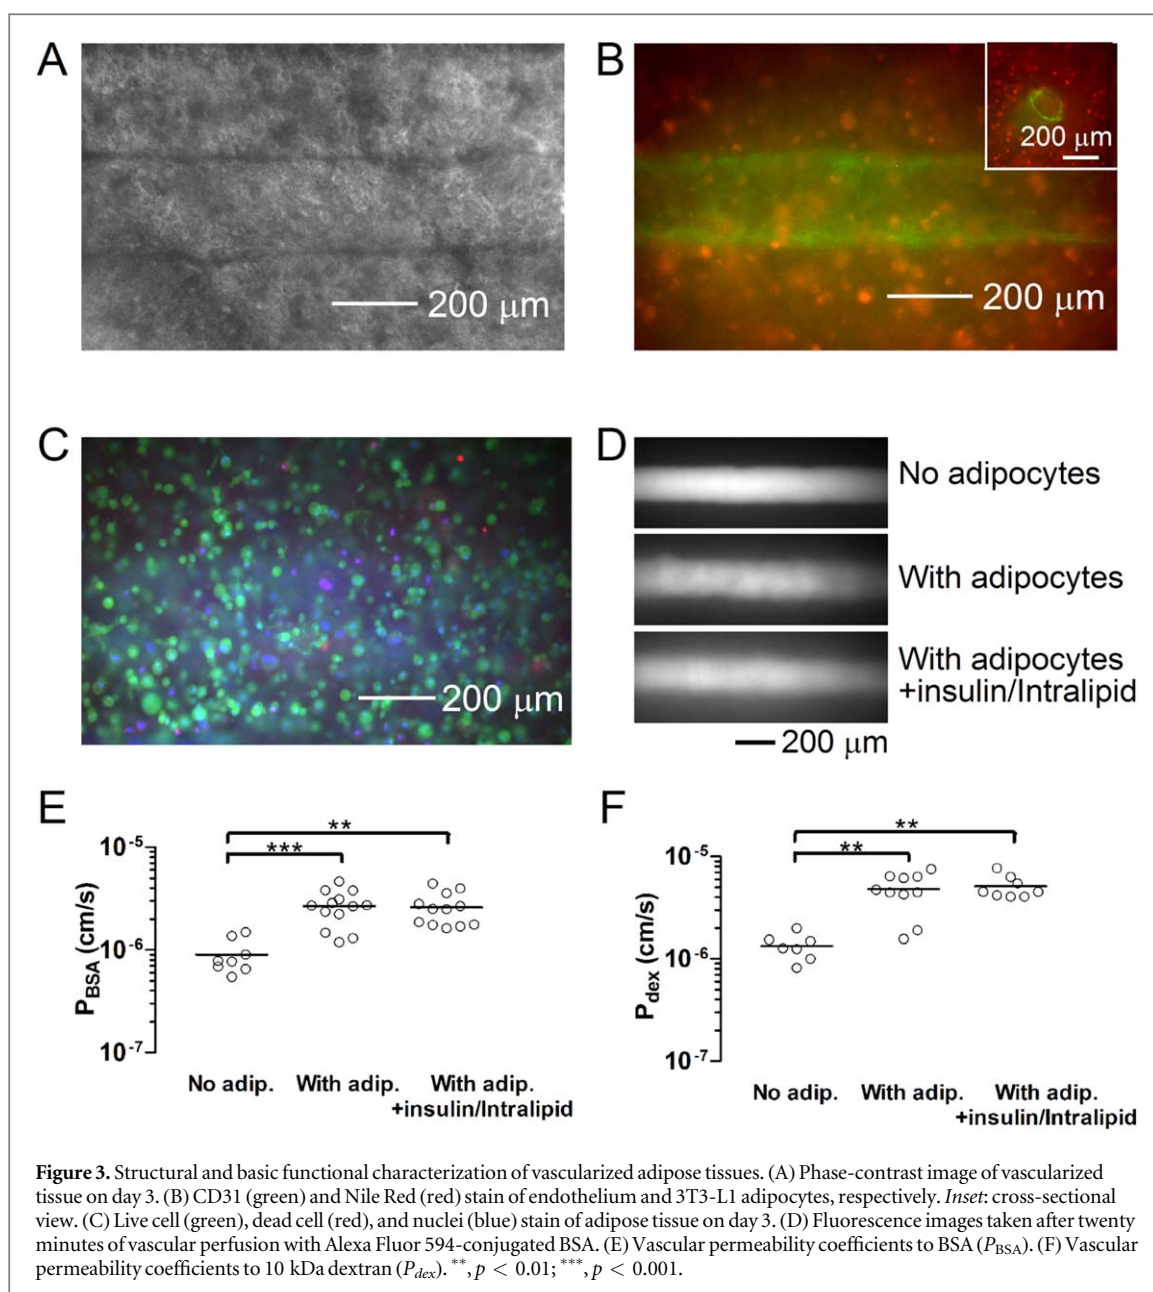 A
B
200 μm
200 μm
200 μm
C
D
No adipocytes
With adipocytes
With adipocytes
+insulin/Intralipid
200 μm
200 μm
E
F
**
***
10⁻⁵
10⁻⁶
10⁻⁷
P_BSA (cm/s)
No adip.
With adip.
With adip.
+insulin/Intralipid
**
**
10⁻⁵
10⁻⁶
10⁻⁷
P_dex (cm/s)
No adip.
With adip.
With adip.
+insulin/Intralipid
Figure 3. Structural and basic functional characterization of vascularized adipose tissues. (A) Phase-contrast image of vascularized
tissue on day 3. (B) CD31 (green) and Nile Red (red) stain of endothelium and 3T3-L1 adipocytes, respectively. Inset: cross-sectional
view. (C) Live cell (green), dead cell (red), and nuclei (blue) stain of adipose tissue on day 3. (D) Fluorescence images taken after twenty
minutes of vascular perfusion with Alexa Fluor 594-conjugated BSA. (E) Vascular permeability coefficients to BSA (P_BSA). (F) Vascular
permeability coefficients to 10 kDa dextran (P_dex). **, p < 0.01; ***, p < 0.001.